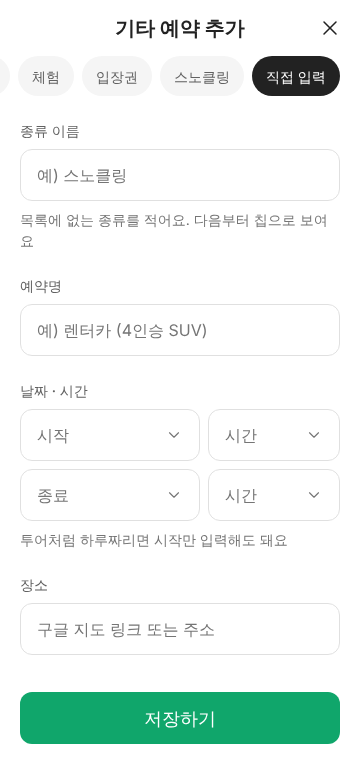 기타 예약 추가
체험 입장권 스노클링 직접 입력
종류 이름
예) 스노클링
목록에 없는 종류를 적어요. 다음부터 칩으로 보여
요
예약명
예) 렌터카 (4인승 SUV)
날짜 · 시간
시작 시간
종료 시간
투어처럼 하루짜리면 시작만 입력해도 돼요
장소
구글 지도 링크 또는 주소
저장하기